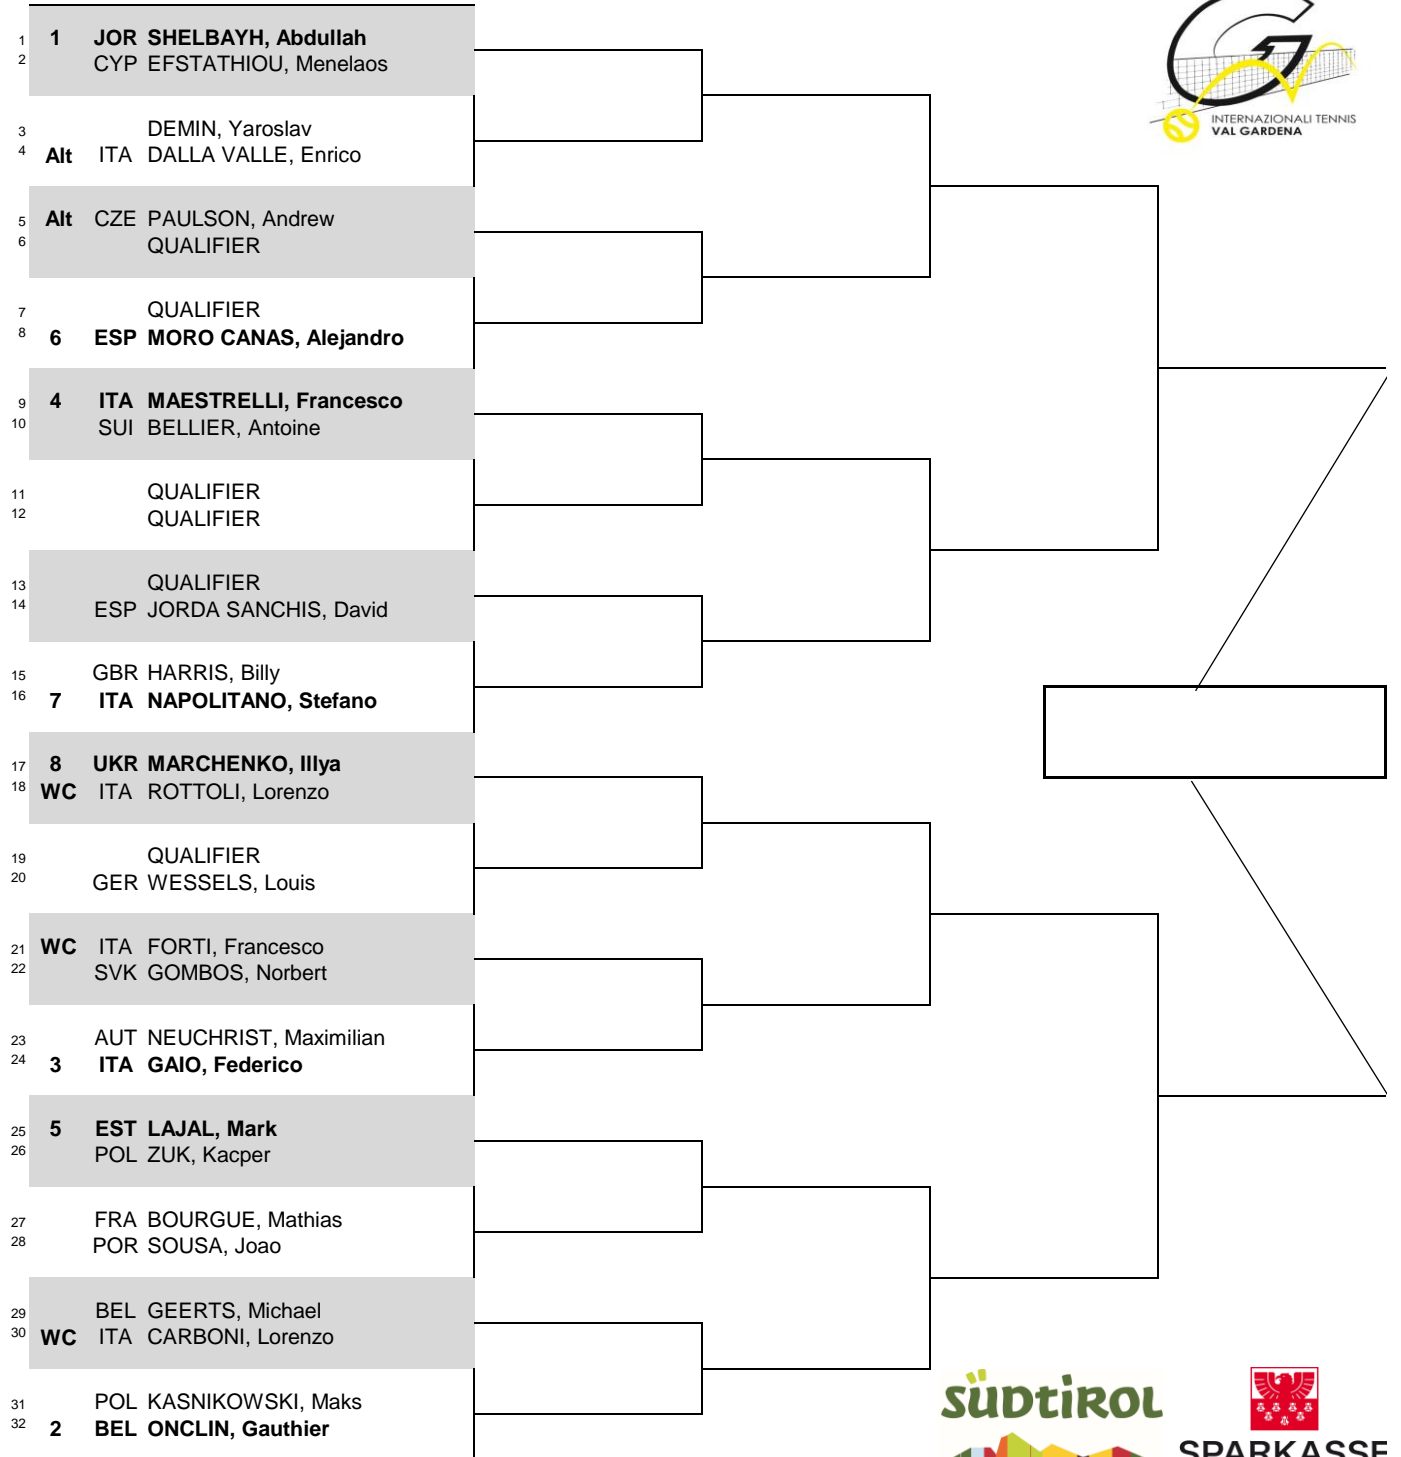 1 1 JOR SHELBAYH, Abdullah
2 CYP EFSTATHIOU, Menelaos
3 DEMIN, Yaroslav
4 Alt ITA DALLA VALLE, Enrico
5 Alt CZE PAULSON, Andrew
6 QUALIFIER
7 QUALIFIER
8 6 ESP MORO CANAS, Alejandro
9 4 ITA MAESTRELLI, Francesco
10 SUI BELLIER, Antoine
11 QUALIFIER
12 QUALIFIER
13 QUALIFIER
14 ESP JORDA SANCHIS, David
15 GBR HARRIS, Billy
16 7 ITA NAPOLITANO, Stefano
17 8 UKR MARCHENKO, Illya
18 WC ITA ROTTOLI, Lorenzo
19 QUALIFIER
20 GER WESSELS, Louis
21 WC ITA FORTI, Francesco
22 SVK GOMBOS, Norbert
23 AUT NEUCHRIST, Maximilian
24 3 ITA GAIO, Federico
25 5 EST LAJAL, Mark
26 POL ZUK, Kacper
27 FRA BOURGUE, Mathias
28 POR SOUSA, Joao
29 BEL GEERTS, Michael
30 WC ITA CARBONI, Lorenzo
31 POL KASNIKOWSKI, Maks
32 2 BEL ONCLIN, Gauthier
G
INTERNAZIONALI TENNIS
VAL GARDENA
SÜDTIROL
SPARKASSE